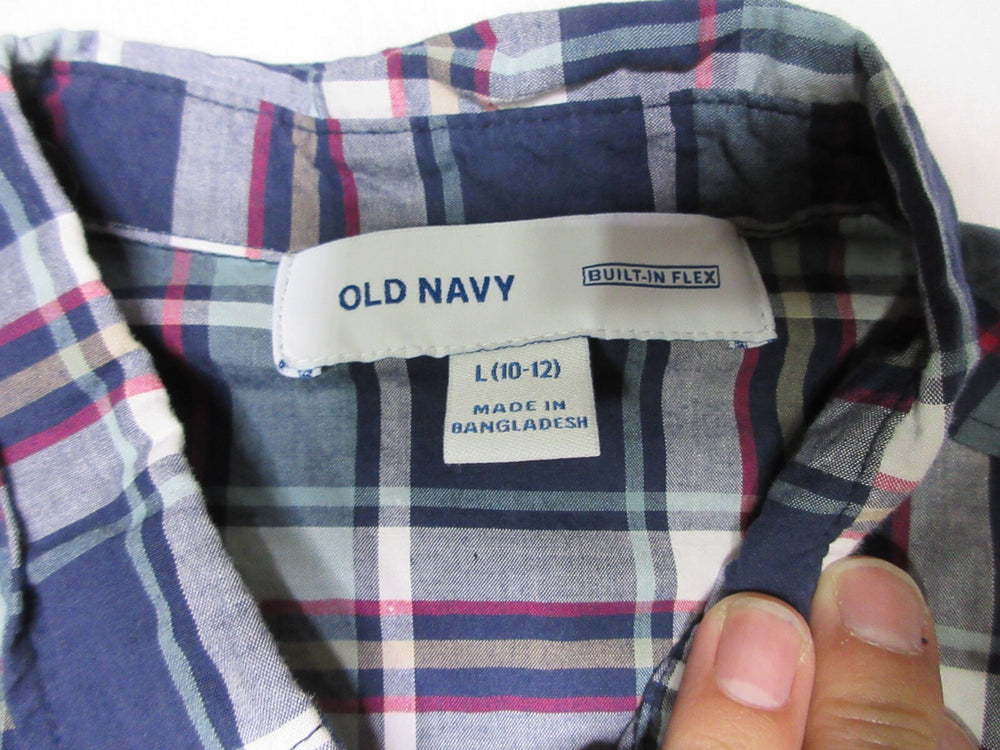 OLD NAVY
BUILT-IN FLEX
L (10-12)
MADE IN
BANGLADESH